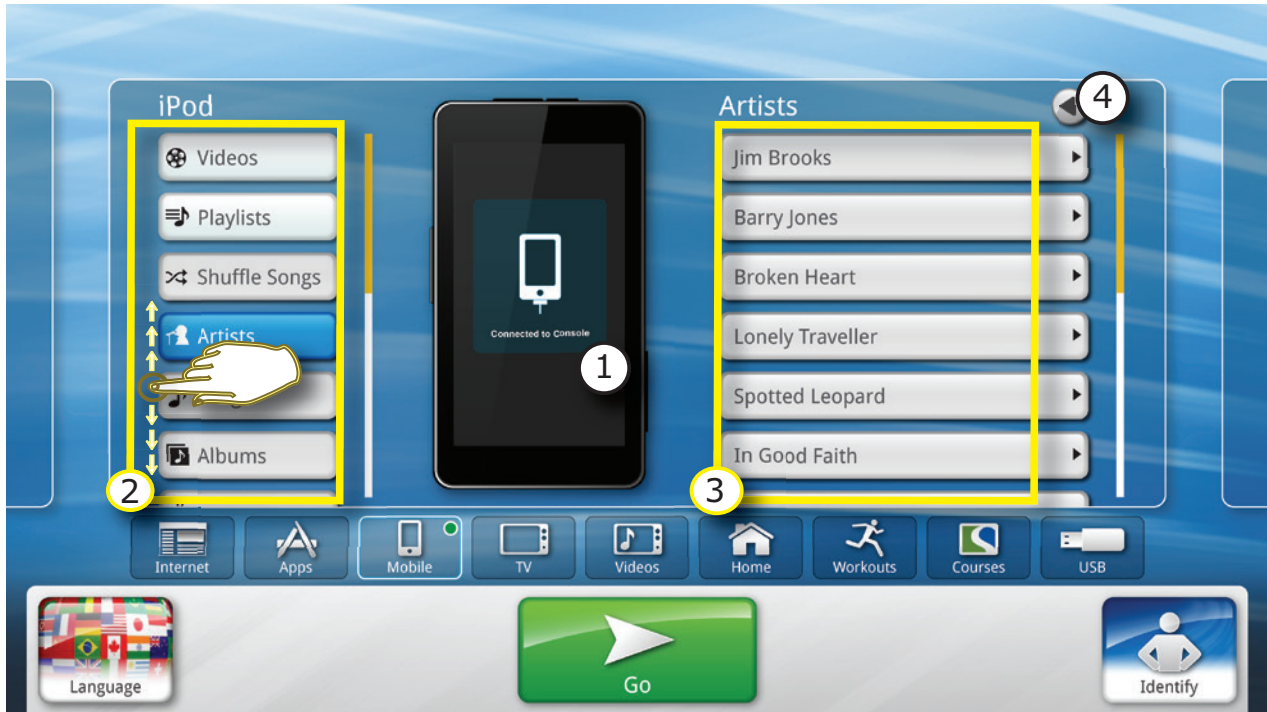 iPod
Videos
Playlists
Shuffle Songs
Artists
Albums
2
Connected to Console
1
Artists
4
Jim Brooks
Barry Jones
Broken Heart
Lonely Traveller
Spotted Leopard
In Good Faith
3
Internet
Apps
Mobile
TV
Videos
Home
Workouts
Courses
USB
Language
Go
Identify